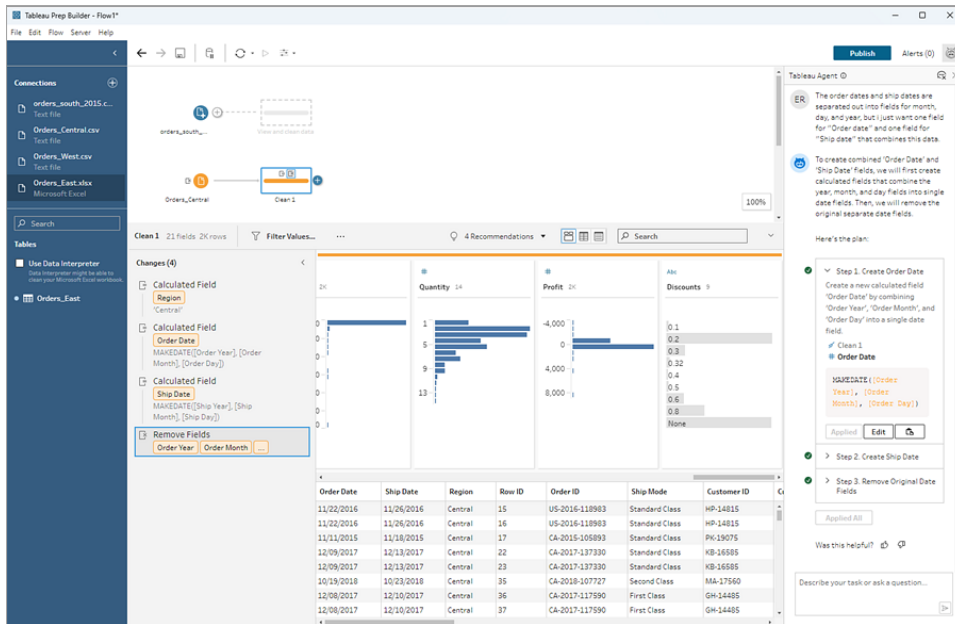 Tableau Prep Builder - Flow1*
File Edit Flow Server Help
Publish
Alerts (0)
Connections
orders_south_2015.c...
Text file
Orders_Central.csv
Text file
Orders_West.csv
Text file
Orders_East.xlsx
Microsoft Excel
Search
Tables
Use Data Interpreter
Data Interpreter might be able to
clean your Microsoft Excel workbook.
Orders_East
orders_south_...
View and clean data
Orders_Central
Clean 1
100%
Clean 1 21 fields 2K rows
Filter Values...
...
4 Recommendations
Search
Changes (4)
Calculated Field
Region
'Central'
Calculated Field
Order Date
MAKEDATE([Order Year], [Order
Month], [Order Day])
Calculated Field
Ship Date
MAKEDATE([Ship Year], [Ship
Month], [Ship Day])
Remove Fields
Order Year Order Month ...
2K
Quantity 14
1
5
9
13
Profit 2K
-4,000
0
4,000
8,000
Abc
Discounts 9
0.1
0.2
0.3
0.32
0.4
0.5
0.6
0.8
None
Order Date Ship Date Region Row ID Order ID Ship Mode Customer ID
11/22/2016 11/26/2016 Central 15 US-2016-118983 Standard Class HP-14815
11/22/2016 11/26/2016 Central 16 US-2016-118983 Standard Class HP-14815
11/11/2015 11/18/2015 Central 17 CA-2015-105893 Standard Class PK-19075
12/09/2017 12/13/2017 Central 22 CA-2017-137330 Standard Class KB-16585
12/09/2017 12/13/2017 Central 23 CA-2017-137330 Standard Class KB-16585
10/19/2018 10/23/2018 Central 35 CA-2018-107727 Second Class MA-17560
12/08/2017 12/10/2017 Central 36 CA-2017-117590 First Class GH-14485
12/08/2017 12/10/2017 Central 37 CA-2017-117590 First Class GH-14485
Tableau Agent
ER
The order dates and ship dates are
separated out into fields for month,
day, and year, but i just want one field
for "Order date" and one field for
"Ship date" that combines this data.
To create combined 'Order Date' and
'Ship Date' fields, we will first create
calculated fields that combine the
year, month, and day fields into single
date fields. Then, we will remove the
original separate date fields.
Here's the plan:
Step 1. Create Order Date
Create a new calculated field
'Order Date' by combining
'Order Year', 'Order Month', and
'Order Day' into a single date
field.
Clean 1
Order Date
MAKEDATE([Order
Year], [Order
Month], [Order Day])
Applied
Edit
Step 2. Create Ship Date
Step 3. Remove Original Date
Fields
Applied All
Was this helpful?
Describe your task or ask a question...